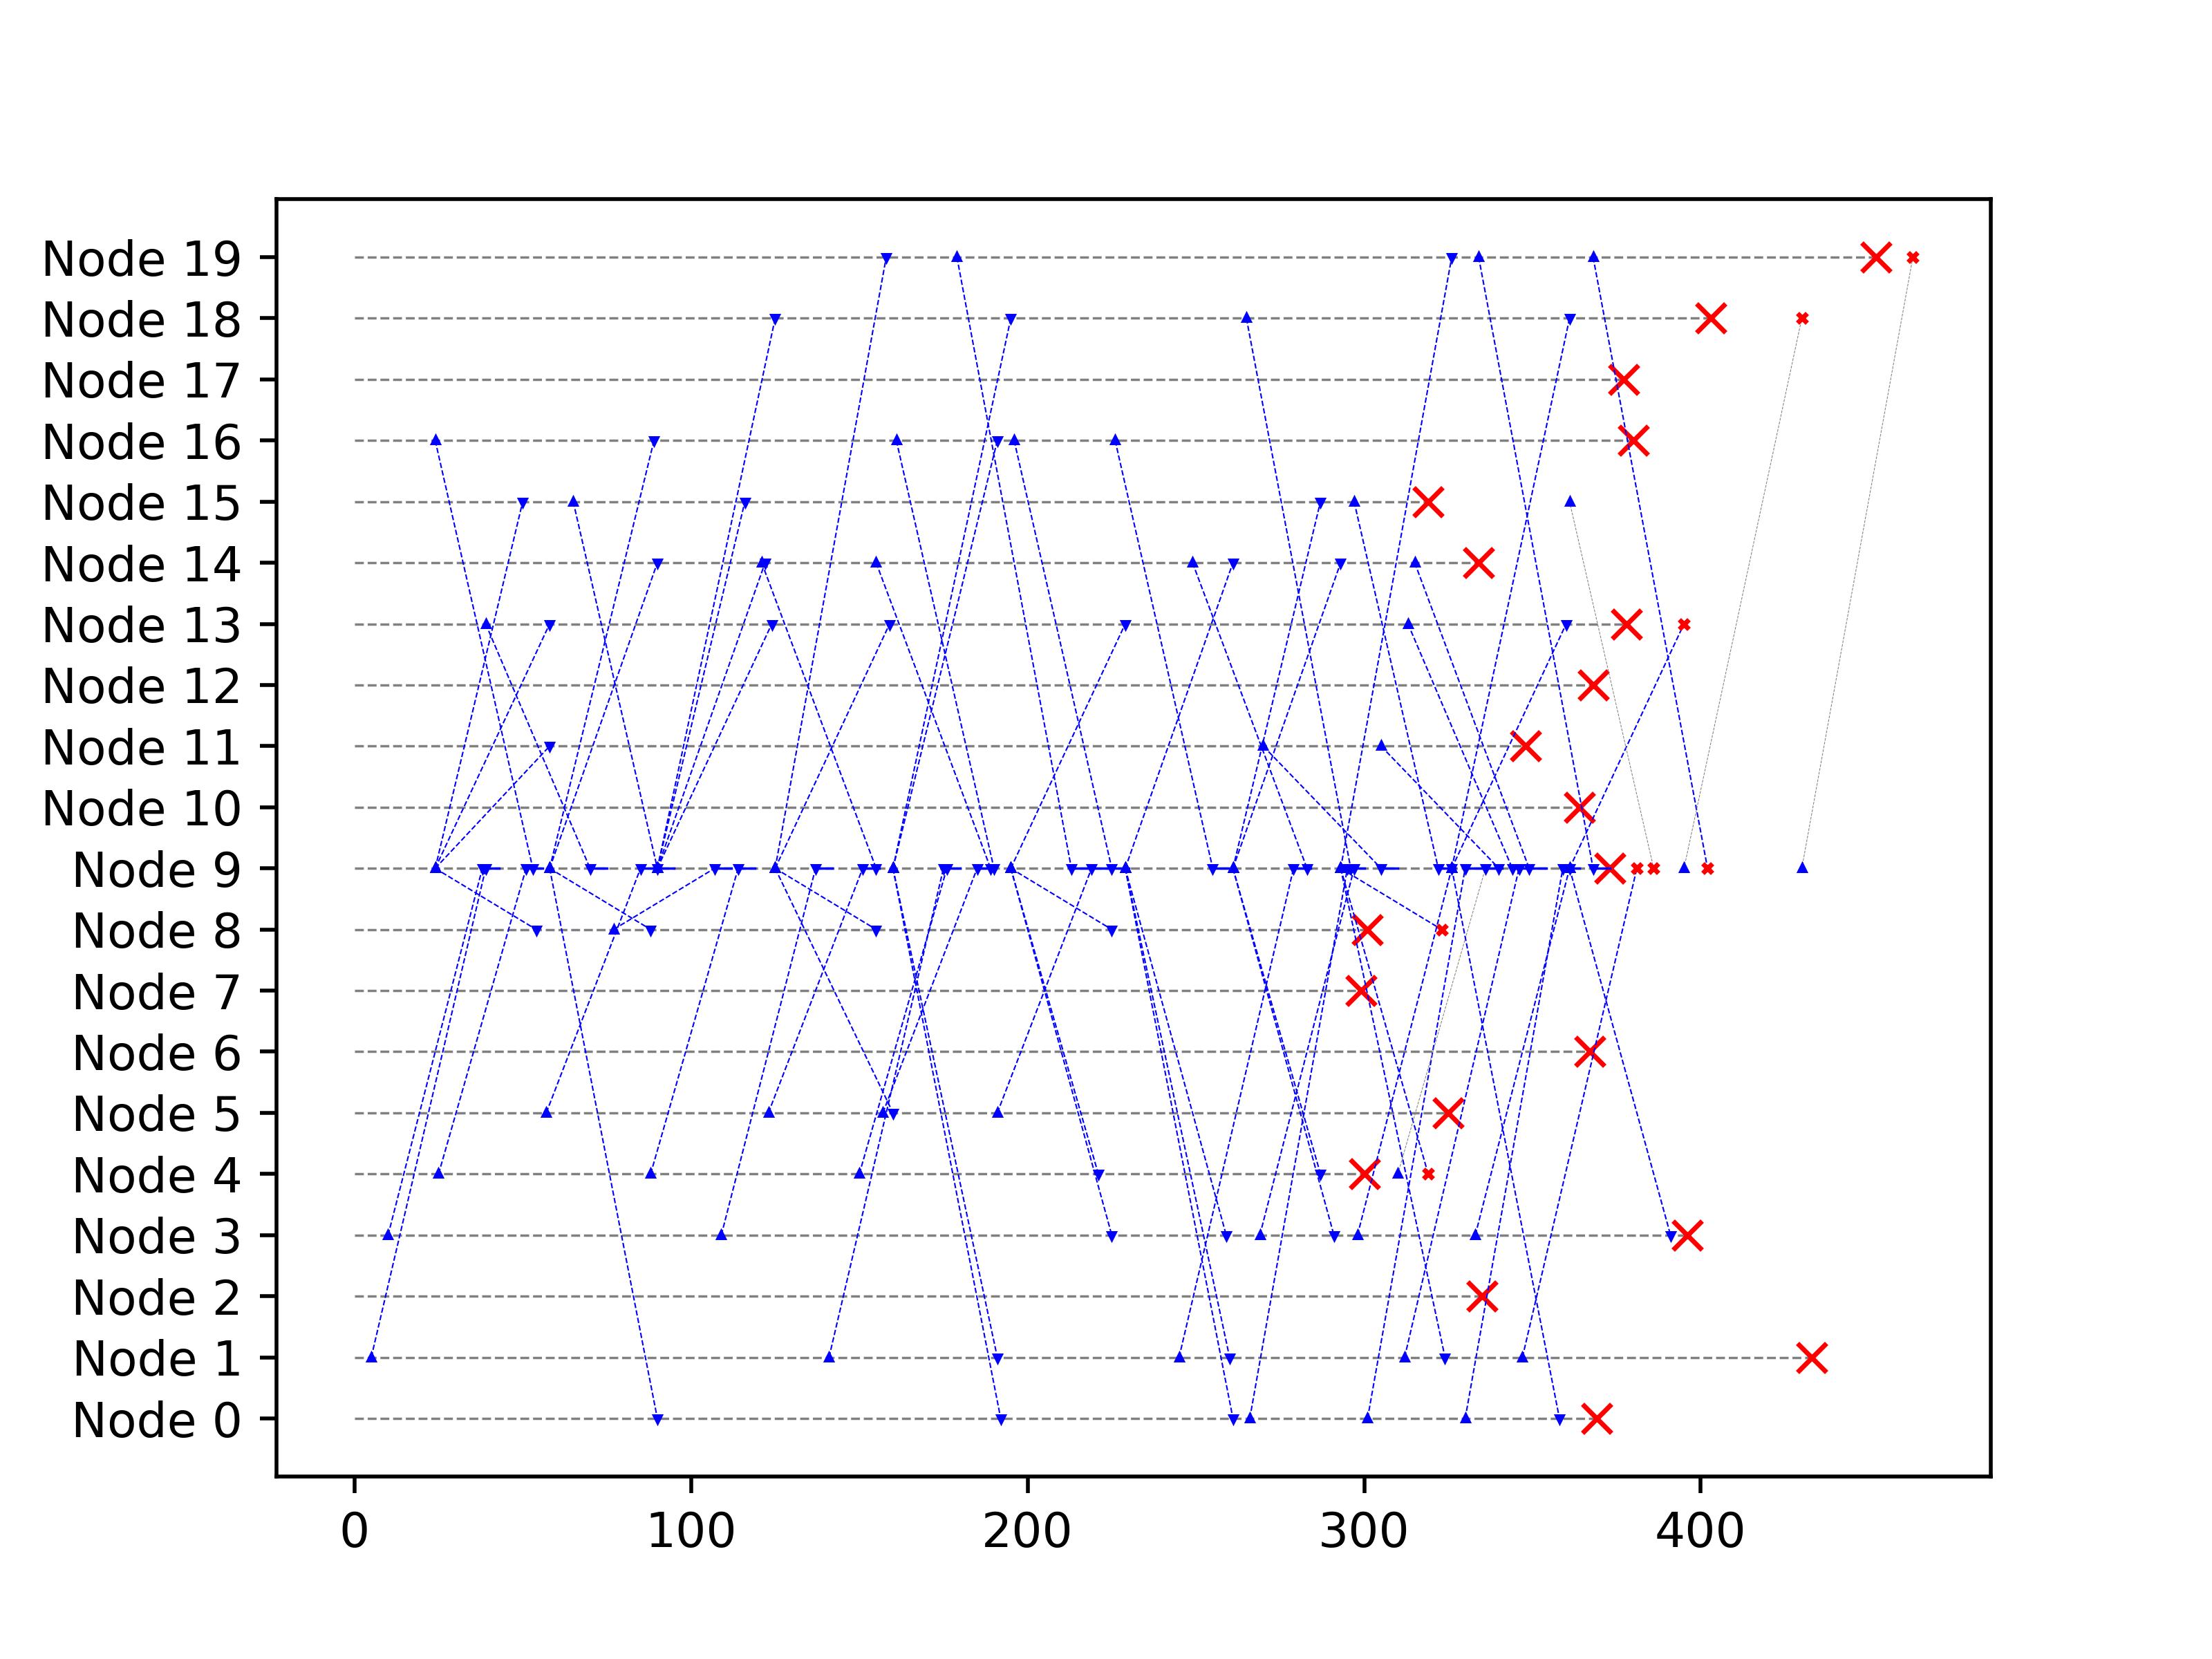 Node 19
Node 18
Node 17
Node 16
Node 15
Node 14
Node 13
Node 12
Node 11
Node 10
Node 9
Node 8
Node 7
Node 6
Node 5
Node 4
Node 3
Node 2
Node 1
Node 0
0 100 200 300 400